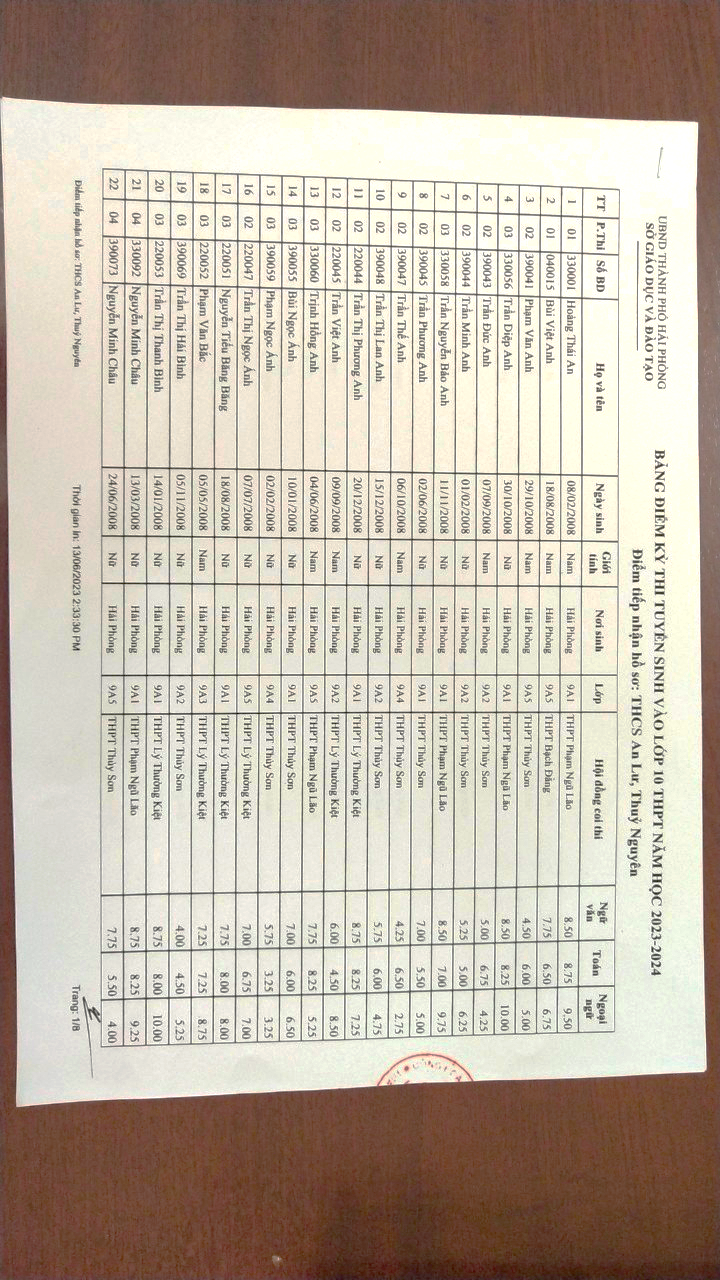 UBND THÀNH PHỐ HẢI PHÒNG
SỞ GIÁO DỤC VÀ ĐÀO TẠO
BẢNG ĐIỂM KỲ THI TUYỂN SINH VÀO LỚP 10 THPT NĂM HỌC 2023-2024
Điểm tiếp nhận hồ sơ: THCS An Lư, Thuỷ Nguyên
TT P.Thi Số BD Họ và tên Ngày sinh Giới tính Nơi sinh Lớp Hội đồng coi thi Ngữ văn Toán Ngoại ngữ
1 01 330001 Hoàng Thái An 08/02/2008 Nam Hải Phòng 9A1 THPT Phạm Ngũ Lão 8.50 8.75 9.50
2 01 040015 Bùi Việt Anh 18/08/2008 Nam Hải Phòng 9A5 THPT Bạch Đằng 7.75 6.50 6.75
3 02 390041 Phạm Văn Anh 29/10/2008 Nam Hải Phòng 9A5 THPT Thủy Sơn 4.50 6.00 5.00
4 03 330056 Trần Diệp Anh 30/10/2008 Nữ Hải Phòng 9A1 THPT Phạm Ngũ Lão 8.50 8.25 10.00
5 02 390043 Trần Đức Anh 07/09/2008 Nam Hải Phòng 9A2 THPT Thủy Sơn 5.00 6.75 4.25
6 02 390044 Trần Minh Anh 01/02/2008 Nữ Hải Phòng 9A2 THPT Thủy Sơn 5.25 5.00 6.25
7 03 330058 Trần Nguyễn Bảo Anh 11/11/2008 Nữ Hải Phòng 9A1 THPT Phạm Ngũ Lão 8.50 7.00 9.75
8 02 390045 Trần Phương Anh 02/06/2008 Nữ Hải Phòng 9A1 THPT Thủy Sơn 7.00 5.50 5.00
9 02 390047 Trần Thế Anh 06/10/2008 Nam Hải Phòng 9A4 THPT Thủy Sơn 4.25 6.50 2.75
10 02 390048 Trần Thị Lan Anh 15/12/2008 Nữ Hải Phòng 9A2 THPT Thủy Sơn 5.75 6.00 4.75
11 02 220044 Trần Thị Phương Anh 20/12/2008 Nữ Hải Phòng 9A1 THPT Lý Thường Kiệt 8.75 8.25 7.25
12 02 220045 Trần Việt Anh 09/09/2008 Nam Hải Phòng 9A2 THPT Lý Thường Kiệt 6.00 4.50 8.50
13 03 330060 Trịnh Hồng Anh 04/06/2008 Nam Hải Phòng 9A5 THPT Phạm Ngũ Lão 7.75 8.25 5.25
14 03 390055 Bùi Ngọc Ánh 10/01/2008 Nữ Hải Phòng 9A1 THPT Thủy Sơn 7.00 6.00 6.50
15 03 390059 Phạm Ngọc Ánh 02/02/2008 Nữ Hải Phòng 9A4 THPT Thủy Sơn 5.75 3.25 3.25
16 02 220047 Trần Thị Ngọc Ánh 07/07/2008 Nữ Hải Phòng 9A5 THPT Lý Thường Kiệt 7.00 6.75 7.00
17 03 220051 Nguyễn Tiểu Băng Băng 18/08/2008 Nữ Hải Phòng 9A1 THPT Lý Thường Kiệt 7.75 8.00 8.00
18 03 220052 Phạm Văn Bắc 05/05/2008 Nam Hải Phòng 9A3 THPT Lý Thường Kiệt 7.25 7.25 8.75
19 03 390069 Trần Thị Hải Bình 05/11/2008 Nữ Hải Phòng 9A2 THPT Thủy Sơn 4.00 4.50 5.25
20 03 220053 Trần Thị Thanh Bình 14/01/2008 Nữ Hải Phòng 9A1 THPT Lý Thường Kiệt 8.75 8.00 10.00
21 04 330092 Nguyễn Minh Châu 13/03/2008 Nữ Hải Phòng 9A1 THPT Phạm Ngũ Lão 8.75 8.25 9.25
22 04 390073 Nguyễn Minh Châu 24/06/2008 Nữ Hải Phòng 9A5 THPT Thủy Sơn 7.75 5.50 4.00
Điểm tiếp nhận hồ sơ: THCS An Lư, Thuỷ Nguyên Thời gian in: 13/06/2023 2:33:30 PM Trang: 1/8